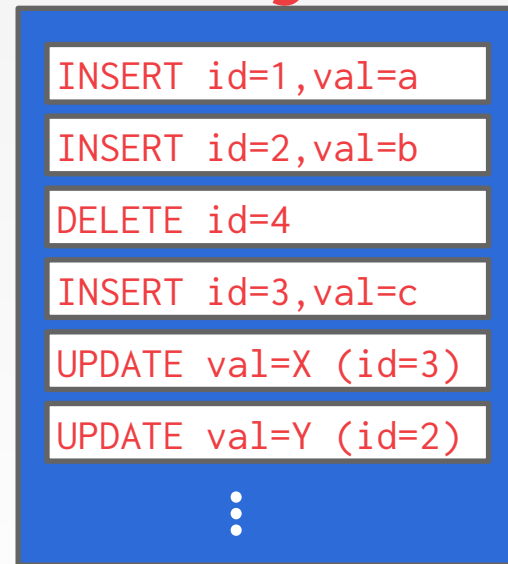 INSERT id=1,val=a
INSERT id=2,val=b
DELETE id=4
INSERT id=3,val=c
UPDATE val=X (id=3)
UPDATE val=Y (id=2)